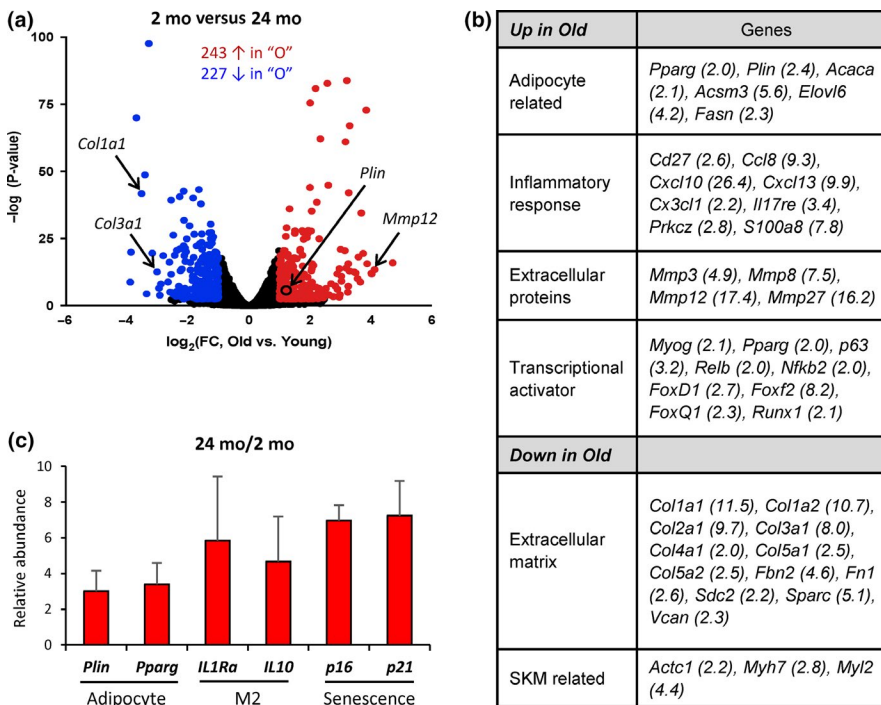 (a)
2 mo versus 24 mo
243 ↑ in "O"
227 ↓ in "O"
100
75
50
25
0
–log (P-value)
Col1a1
Col3a1
Plin
Mmp12
−6
−4
−2
0
2
4
6
log2(FC, Old vs. Young)
(b)
Up in Old
Genes
Adipocyte
related
Pparg (2.0), Plin (2.4), Acaca
(2.1), Acsm3 (5.6), Elovl6
(4.2), Fasn (2.3)
Inflammatory
response
Cd27 (2.6), Ccl8 (9.3),
Cxcl10 (26.4), Cxcl13 (9.9),
Cx3cl1 (2.2), Il17re (3.4),
Prkcz (2.8), S100a8 (7.8)
Extracellular
proteins
Mmp3 (4.9), Mmp8 (7.5),
Mmp12 (17.4), Mmp27 (16.2)
Transcriptional
activator
Myog (2.1), Pparg (2.0), p63
(3.2), Relb (2.0), Nfkb2 (2.0),
FoxD1 (2.7), Foxf2 (8.2),
FoxQ1 (2.3), Runx1 (2.1)
Down in Old
Extracellular
matrix
Col1a1 (11.5), Col1a2 (10.7),
Col2a1 (9.7), Col3a1 (8.0),
Col4a1 (2.0), Col5a1 (2.5),
Col5a2 (2.5), Fbn2 (4.6), Fn1
(2.6), Sdc2 (2.2), Sparc (5.1),
Vcan (2.3)
SKM related
Actc1 (2.2), Myh7 (2.8), Myl2
(4.4)
(c)
24 mo/2 mo
Relative abundance
10
8
6
4
2
0
Plin
Pparg
IL1Ra
IL10
p16
p21
Adipocyte
M2
Senescence